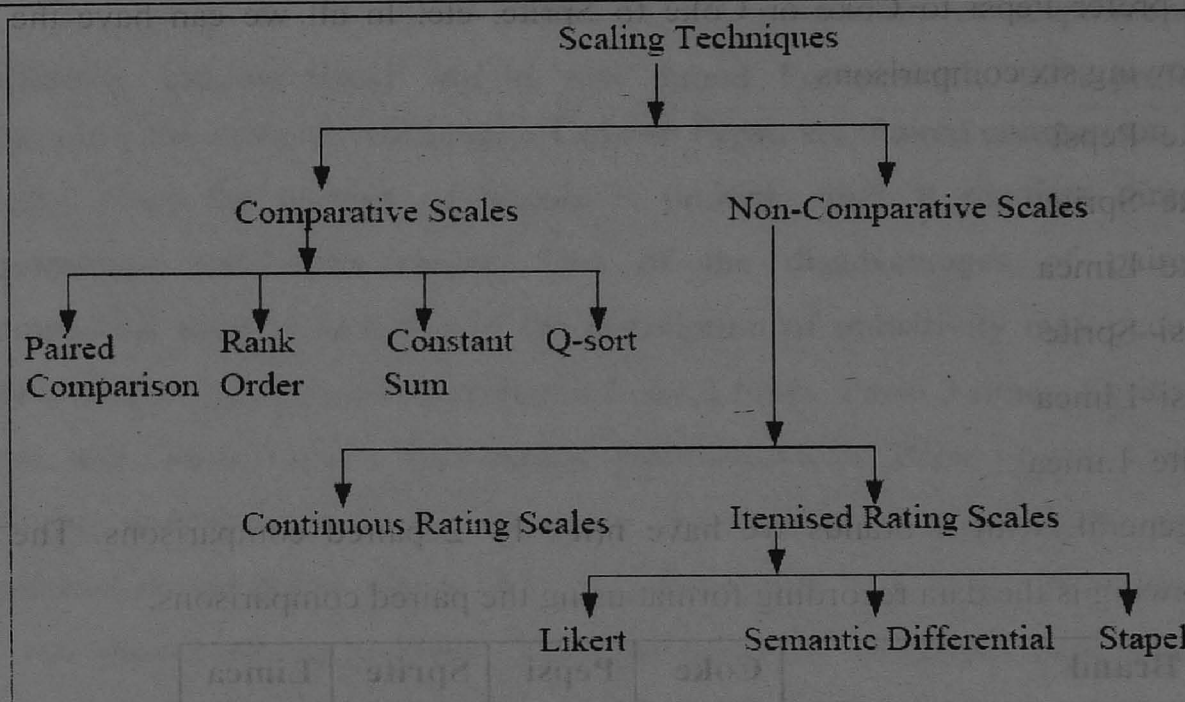 Scaling Techniques
Comparative Scales
Non-Comparative Scales
Paired Comparison
Rank Order
Constant Sum
Q-sort
Continuous Rating Scales
Itemised Rating Scales
Likert
Semantic Differential
Stapel